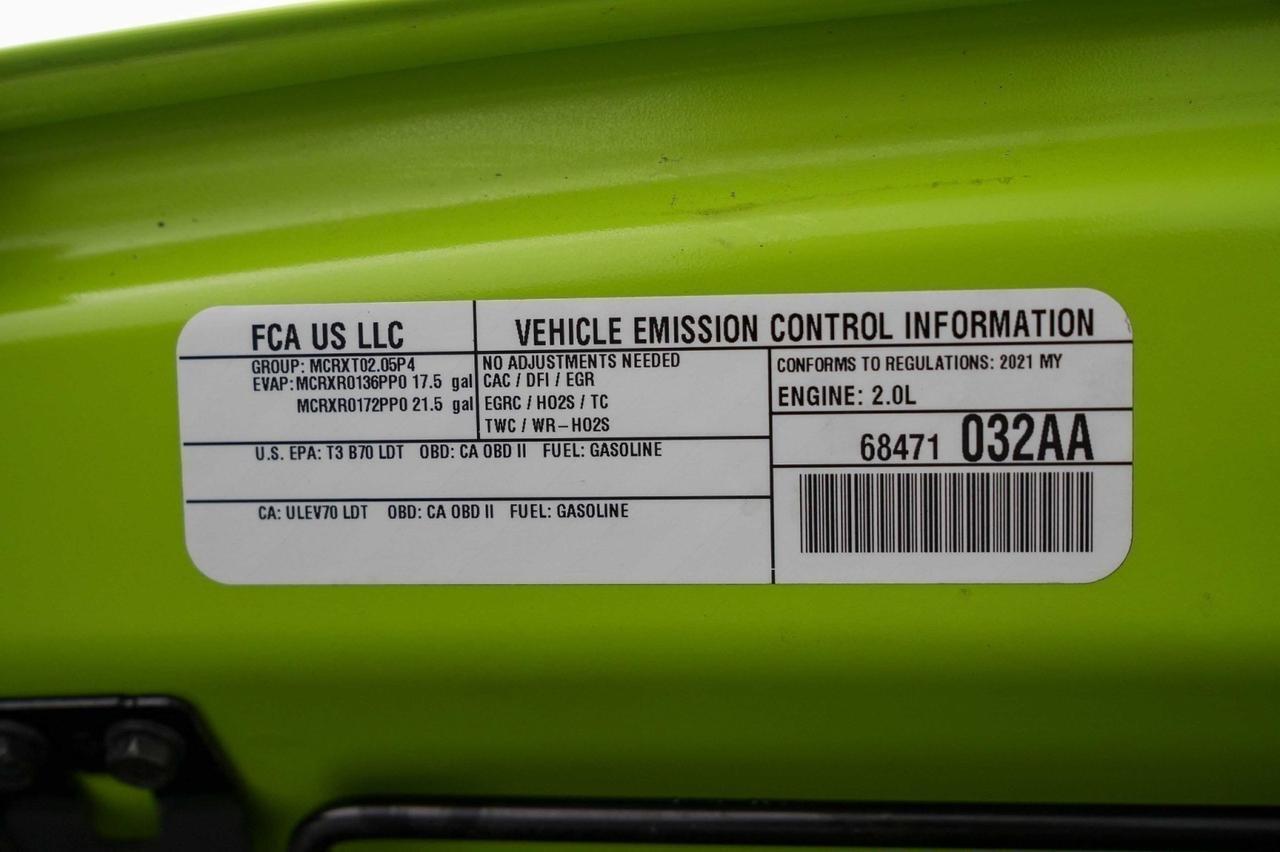 FCA US LLC
VEHICLE EMISSION CONTROL INFORMATION
GROUP: MCRXT02.05P4
EVAP: MCRXR0136PP0 17.5 gal
MCRXR0172PP0 21.5 gal
NO ADJUSTMENTS NEEDED
CAC / DFI / EGR
EGRC / HO2S / TC
TWC / WR-HO2S
CONFORMS TO REGULATIONS: 2021 MY
ENGINE: 2.0L
68471 032AA
U.S. EPA: T3 B70 LDT OBD: CA OBD II FUEL: GASOLINE
CA: ULEV70 LDT OBD: CA OBD II FUEL: GASOLINE